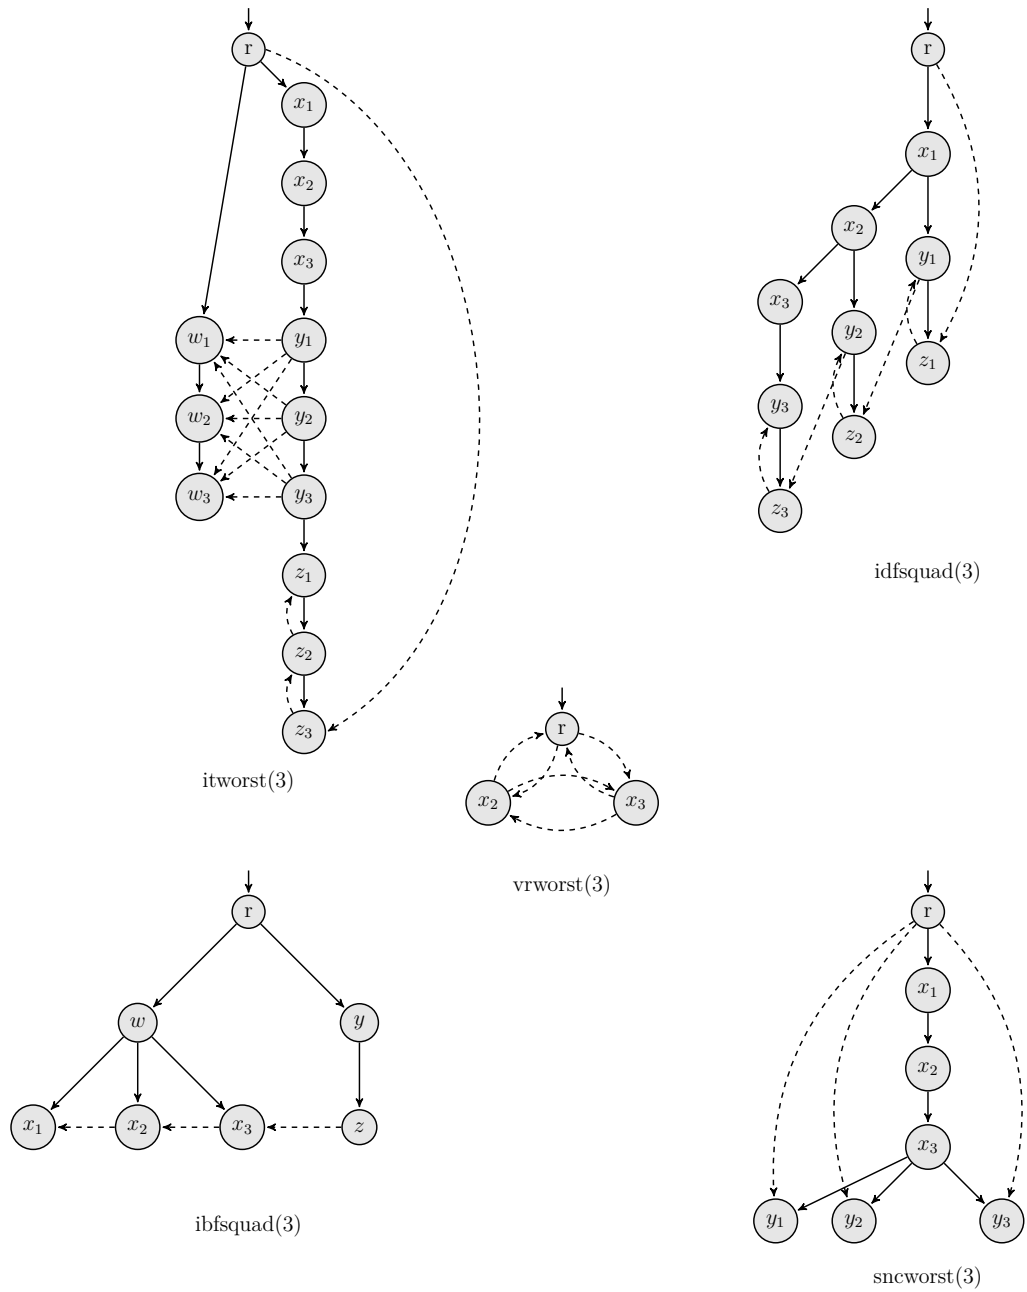 r
x₁
x₂
x₃
w₁ y₁
w₂ y₂
w₃ y₃
z₁
z₂
z₃
itworst(3)
r
x₁
x₂
y₁
x₃
y₂
z₁
y₃
z₂
z₃
idfsquad(3)
r
x₂ x₃
vrworst(3)
r
w y
x₁ x₂ x₃ z
ibfsquad(3)
r
x₁
x₂
x₃
y₁ y₂ y₃
sncworst(3)